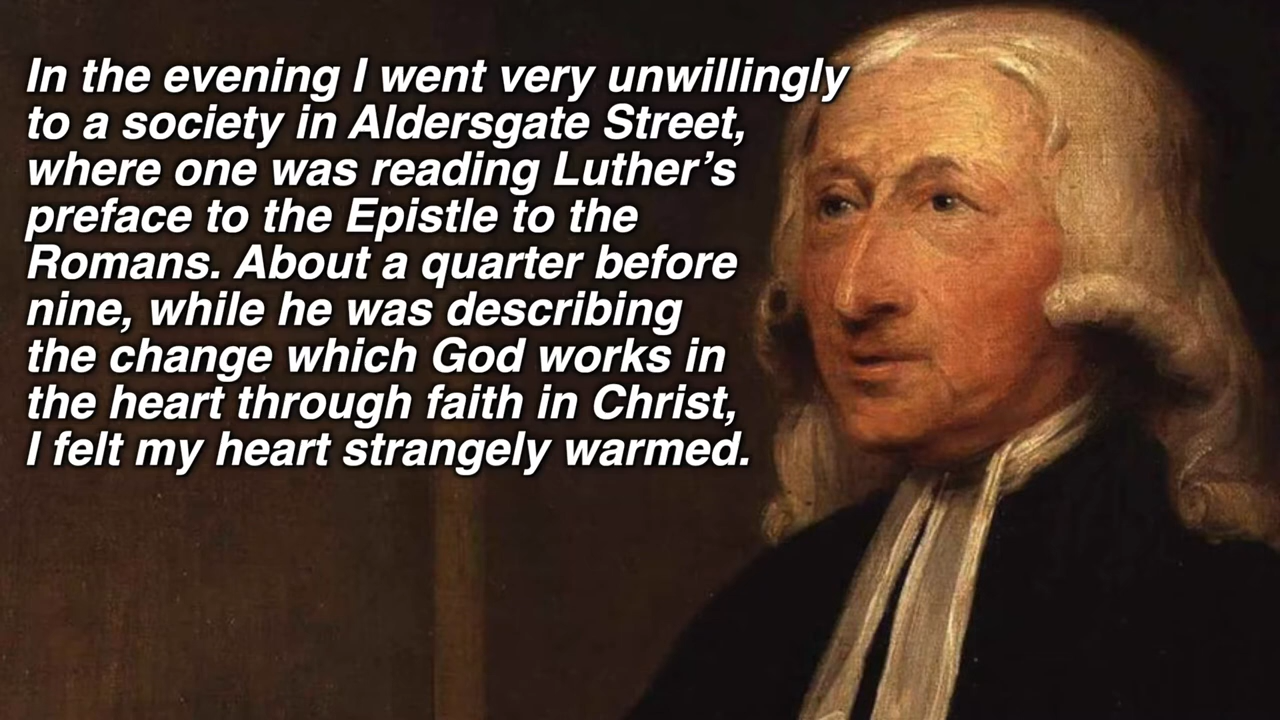 In the evening I went very unwillingly
to a society in Aldersgate Street,
where one was reading Luther’s
preface to the Epistle to the
Romans. About a quarter before
nine, while he was describing
the change which God works in
the heart through faith in Christ,
I felt my heart strangely warmed.